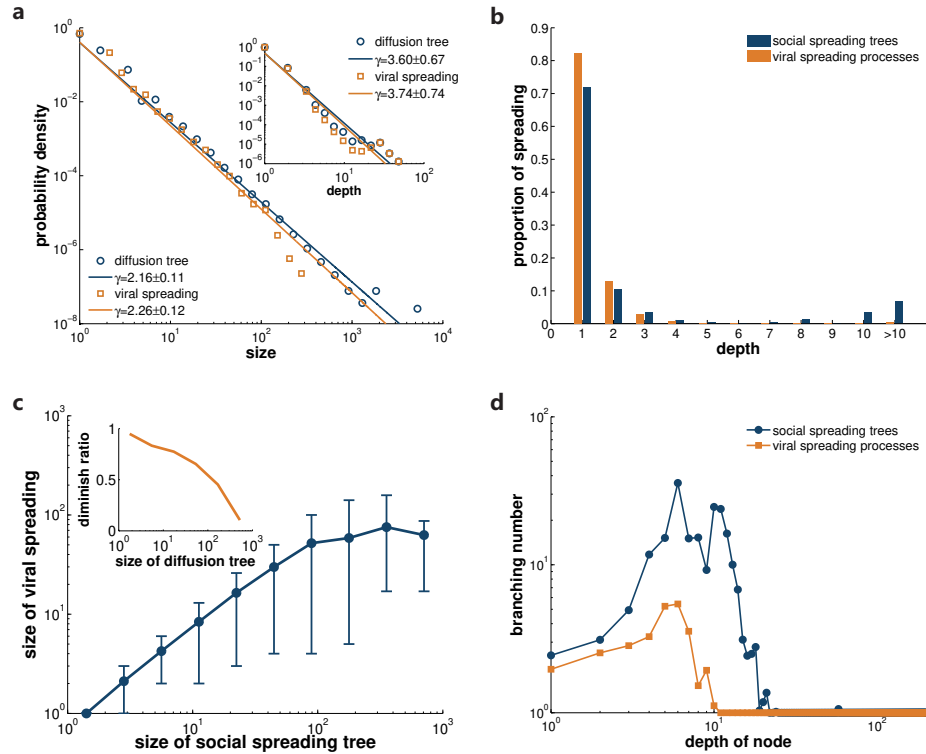 a
probability density
10^0
10^-2
10^-4
10^-6
10^-8
10^0
10^1
10^2
10^3
10^4
size
diffusion tree
γ=2.16±0.11
viral spreading
γ=2.26±0.12
10^0
10^-1
10^-2
10^-3
10^-4
10^-5
10^-6
10^0
10^2
depth
diffusion tree
γ=3.60±0.67
viral spreading
γ=3.74±0.74
b
proportion of spreading
0.9
0.8
0.7
0.6
0.5
0.4
0.3
0.2
0.1
0
0 1 2 3 4 5 6 7 8 9 10 >10
depth
social spreading trees
viral spreading processes
c
size of viral spreading
10^3
10^2
10^1
10^0
10^0
10^1
10^2
10^3
size of social spreading tree
diminish ratio
1
0.5
0
10^0
10^1
10^2
10^3
size of diffusion tree
d
branching number
10^2
10^1
10^0
10^0
10^1
10^2
depth of node
social spreading trees
viral spreading processes